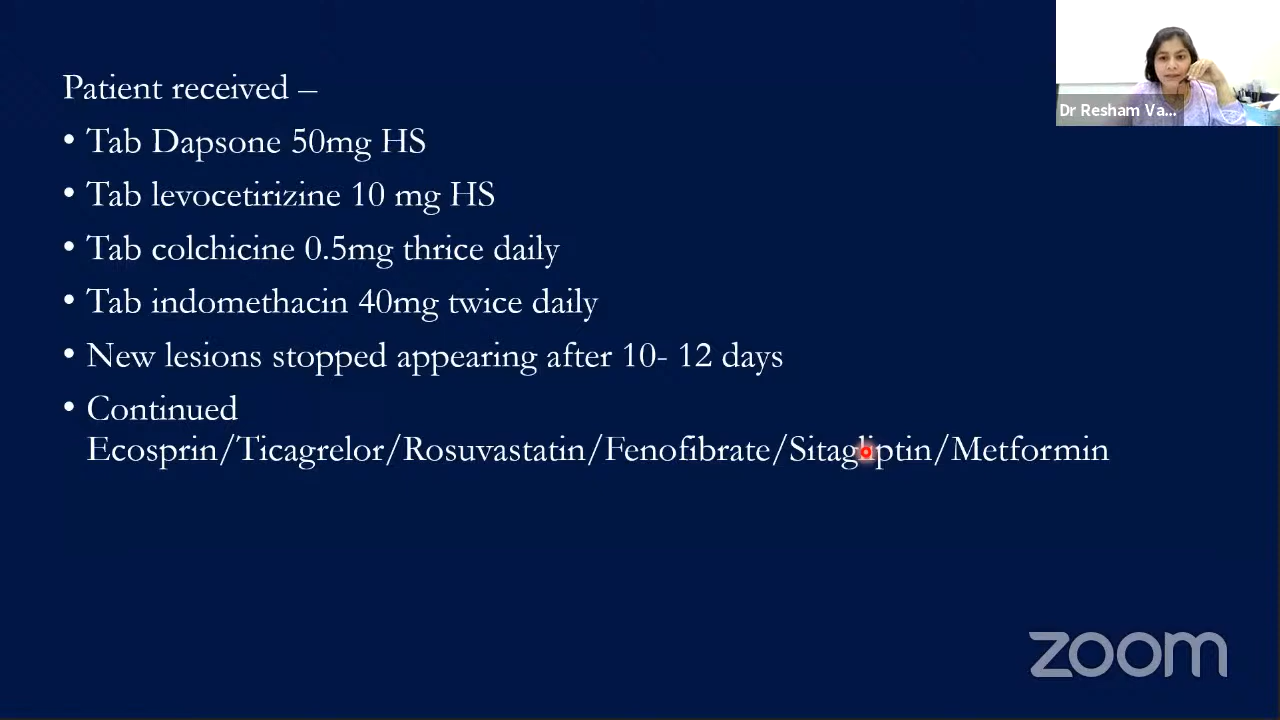 Patient received –
• Tab Dapsone 50mg HS
• Tab levocetirizine 10 mg HS
• Tab colchicine 0.5mg thrice daily
• Tab indomethacin 40mg twice daily
• New lesions stopped appearing after 10- 12 days
• Continued
Ecosprin/Ticagrelor/Rosuvastatin/Fenofibrate/Sitagliptin/Metformin
Dr Resham Va...
zoom